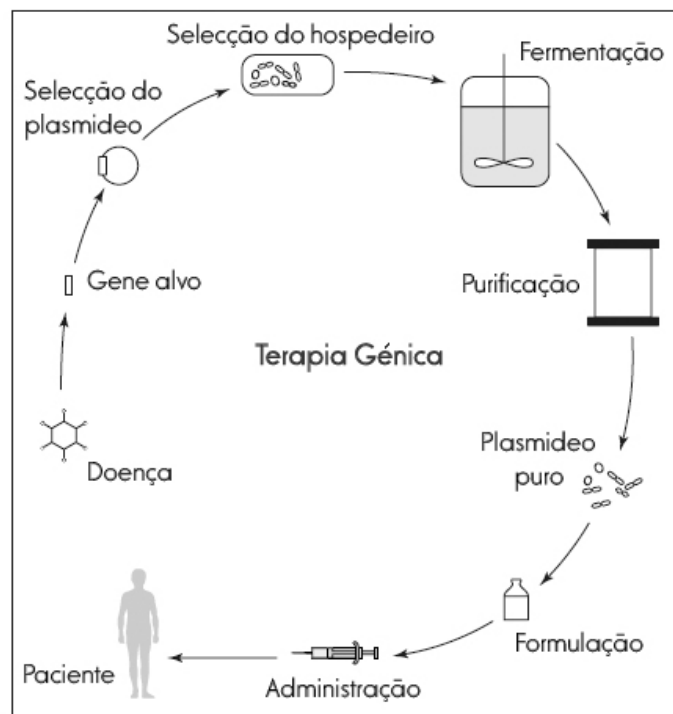 Selecção do hospedeiro
Fermentação
Selecção do
plasmideo
Gene alvo
Purificação
Terapia Génica
Doença
Plasmideo
puro
Formulação
Administração
Paciente